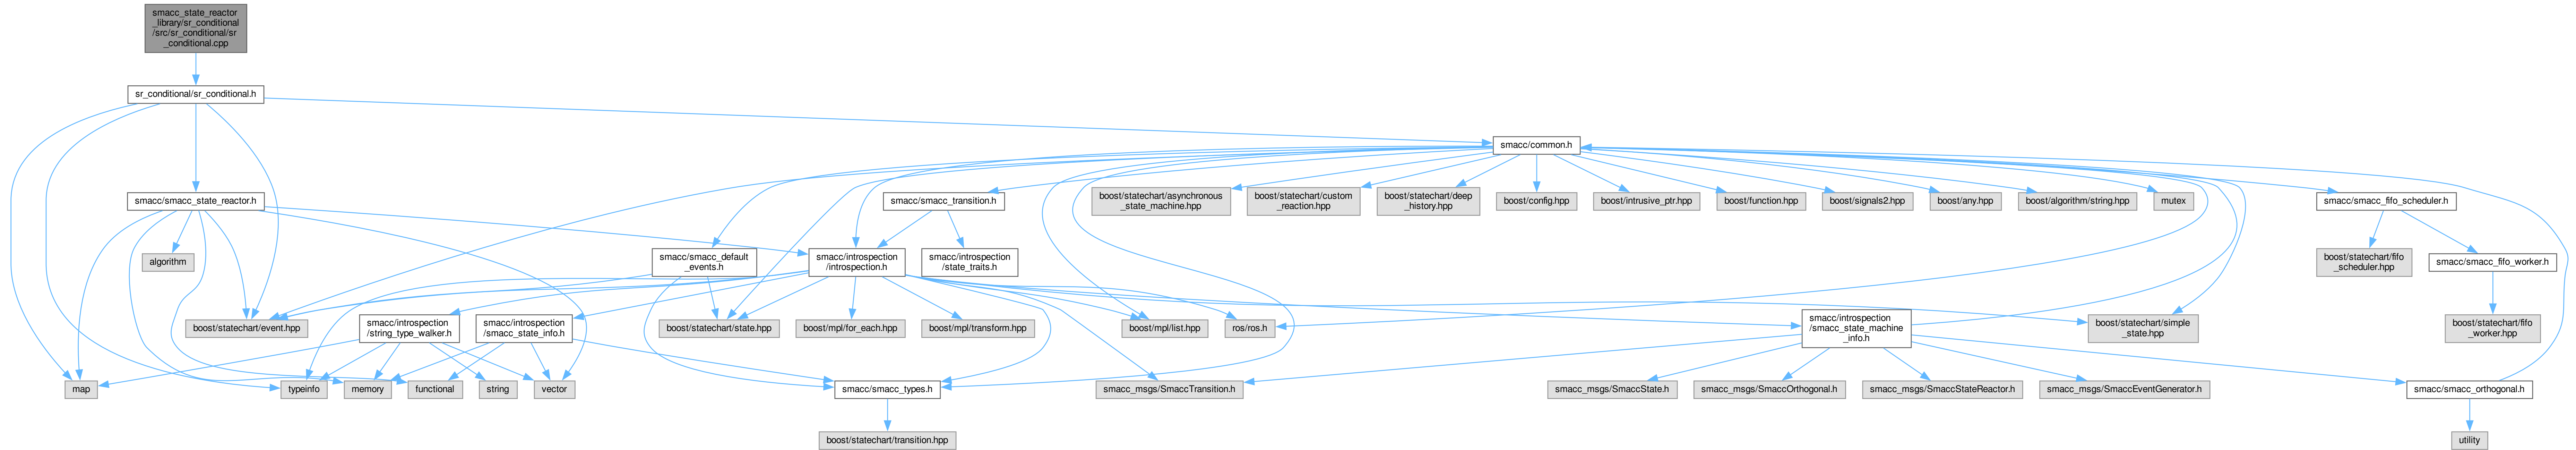 smacc_state_reactor
_library/sr_conditional
/src/sr_conditional/sr
_conditional.cpp
sr_conditional/sr_conditional.h
smacc/common.h
smacc/smacc_state_reactor.h
smacc/smacc_transition.h
boost/statechart/asynchronous
_state_machine.hpp
boost/statechart/custom
_reaction.hpp
boost/statechart/deep
_history.hpp
boost/config.hpp
boost/intrusive_ptr.hpp
boost/function.hpp
boost/signals2.hpp
boost/any.hpp
boost/algorithm/string.hpp
mutex
smacc/smacc_fifo_scheduler.h
algorithm
smacc/smacc_default
_events.h
smacc/introspection
/introspection.h
smacc/introspection
/state_traits.h
boost/statechart/fifo
_scheduler.hpp
smacc/smacc_fifo_worker.h
boost/statechart/event.hpp
smacc/introspection
/string_type_walker.h
smacc/introspection
/smacc_state_info.h
boost/statechart/state.hpp
boost/mpl/for_each.hpp
boost/mpl/transform.hpp
boost/mpl/list.hpp
ros/ros.h
smacc/introspection
/smacc_state_machine
_info.h
boost/statechart/simple
_state.hpp
boost/statechart/fifo
_worker.hpp
map
typeinfo
memory
functional
string
vector
smacc/smacc_types.h
smacc_msgs/SmaccTransition.h
smacc_msgs/SmaccState.h
smacc_msgs/SmaccOrthogonal.h
smacc_msgs/SmaccStateReactor.h
smacc_msgs/SmaccEventGenerator.h
smacc/smacc_orthogonal.h
boost/statechart/transition.hpp
utility